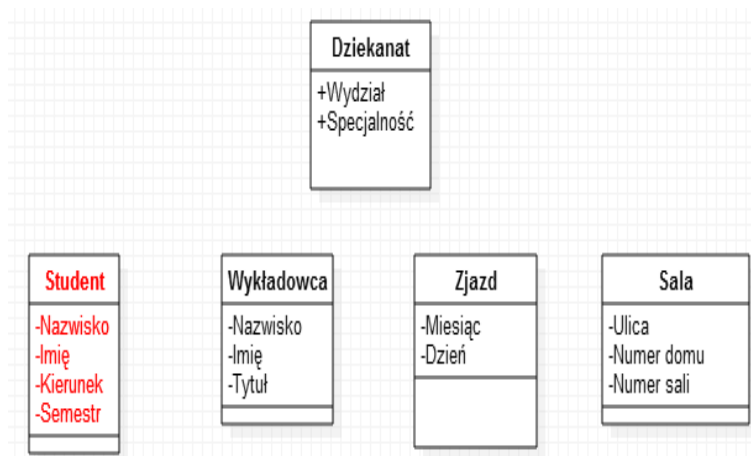 Dziekanat
+Wydział
+Specjalność
Student
-Nazwisko
-Imię
-Kierunek
-Semestr
Wykładowca
-Nazwisko
-Imię
-Tytuł
Zjazd
-Miesiąc
-Dzień
Sala
-Ulica
-Numer domu
-Numer sali